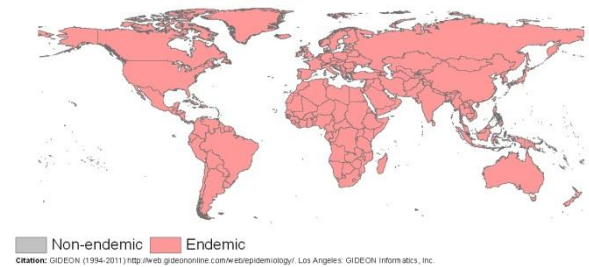 Non-endemic Endemic
Citation: GIDEON (1994-2011) http://web.gideononline.com/web/epidemiology/. Los Angeles: GIDEON Informatics, Inc.